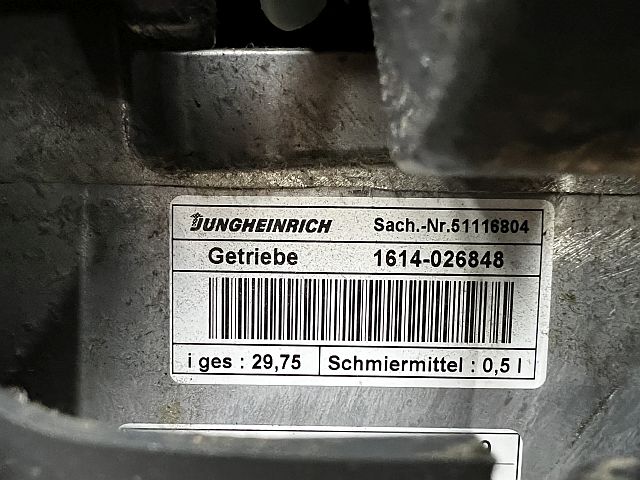 JUNGHEINRICH Sach.-Nr.51116804
Getriebe 1614-026848
i ges : 29,75 Schmiermittel : 0,5 l